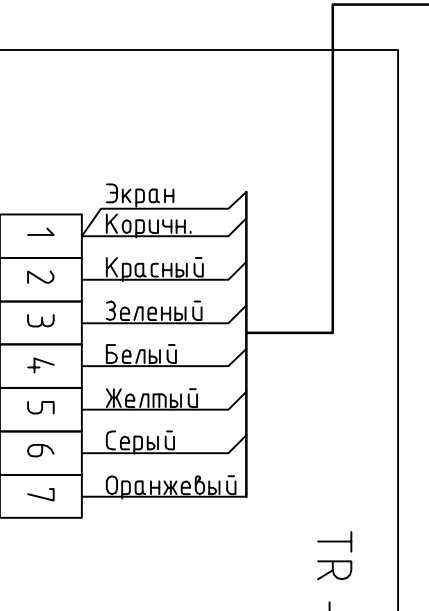 Экран
1 Коричн.
2 Красный
3 Зеленый
4 Белый
5 Желтый
6 Серый
7 Оранжевый
TR -